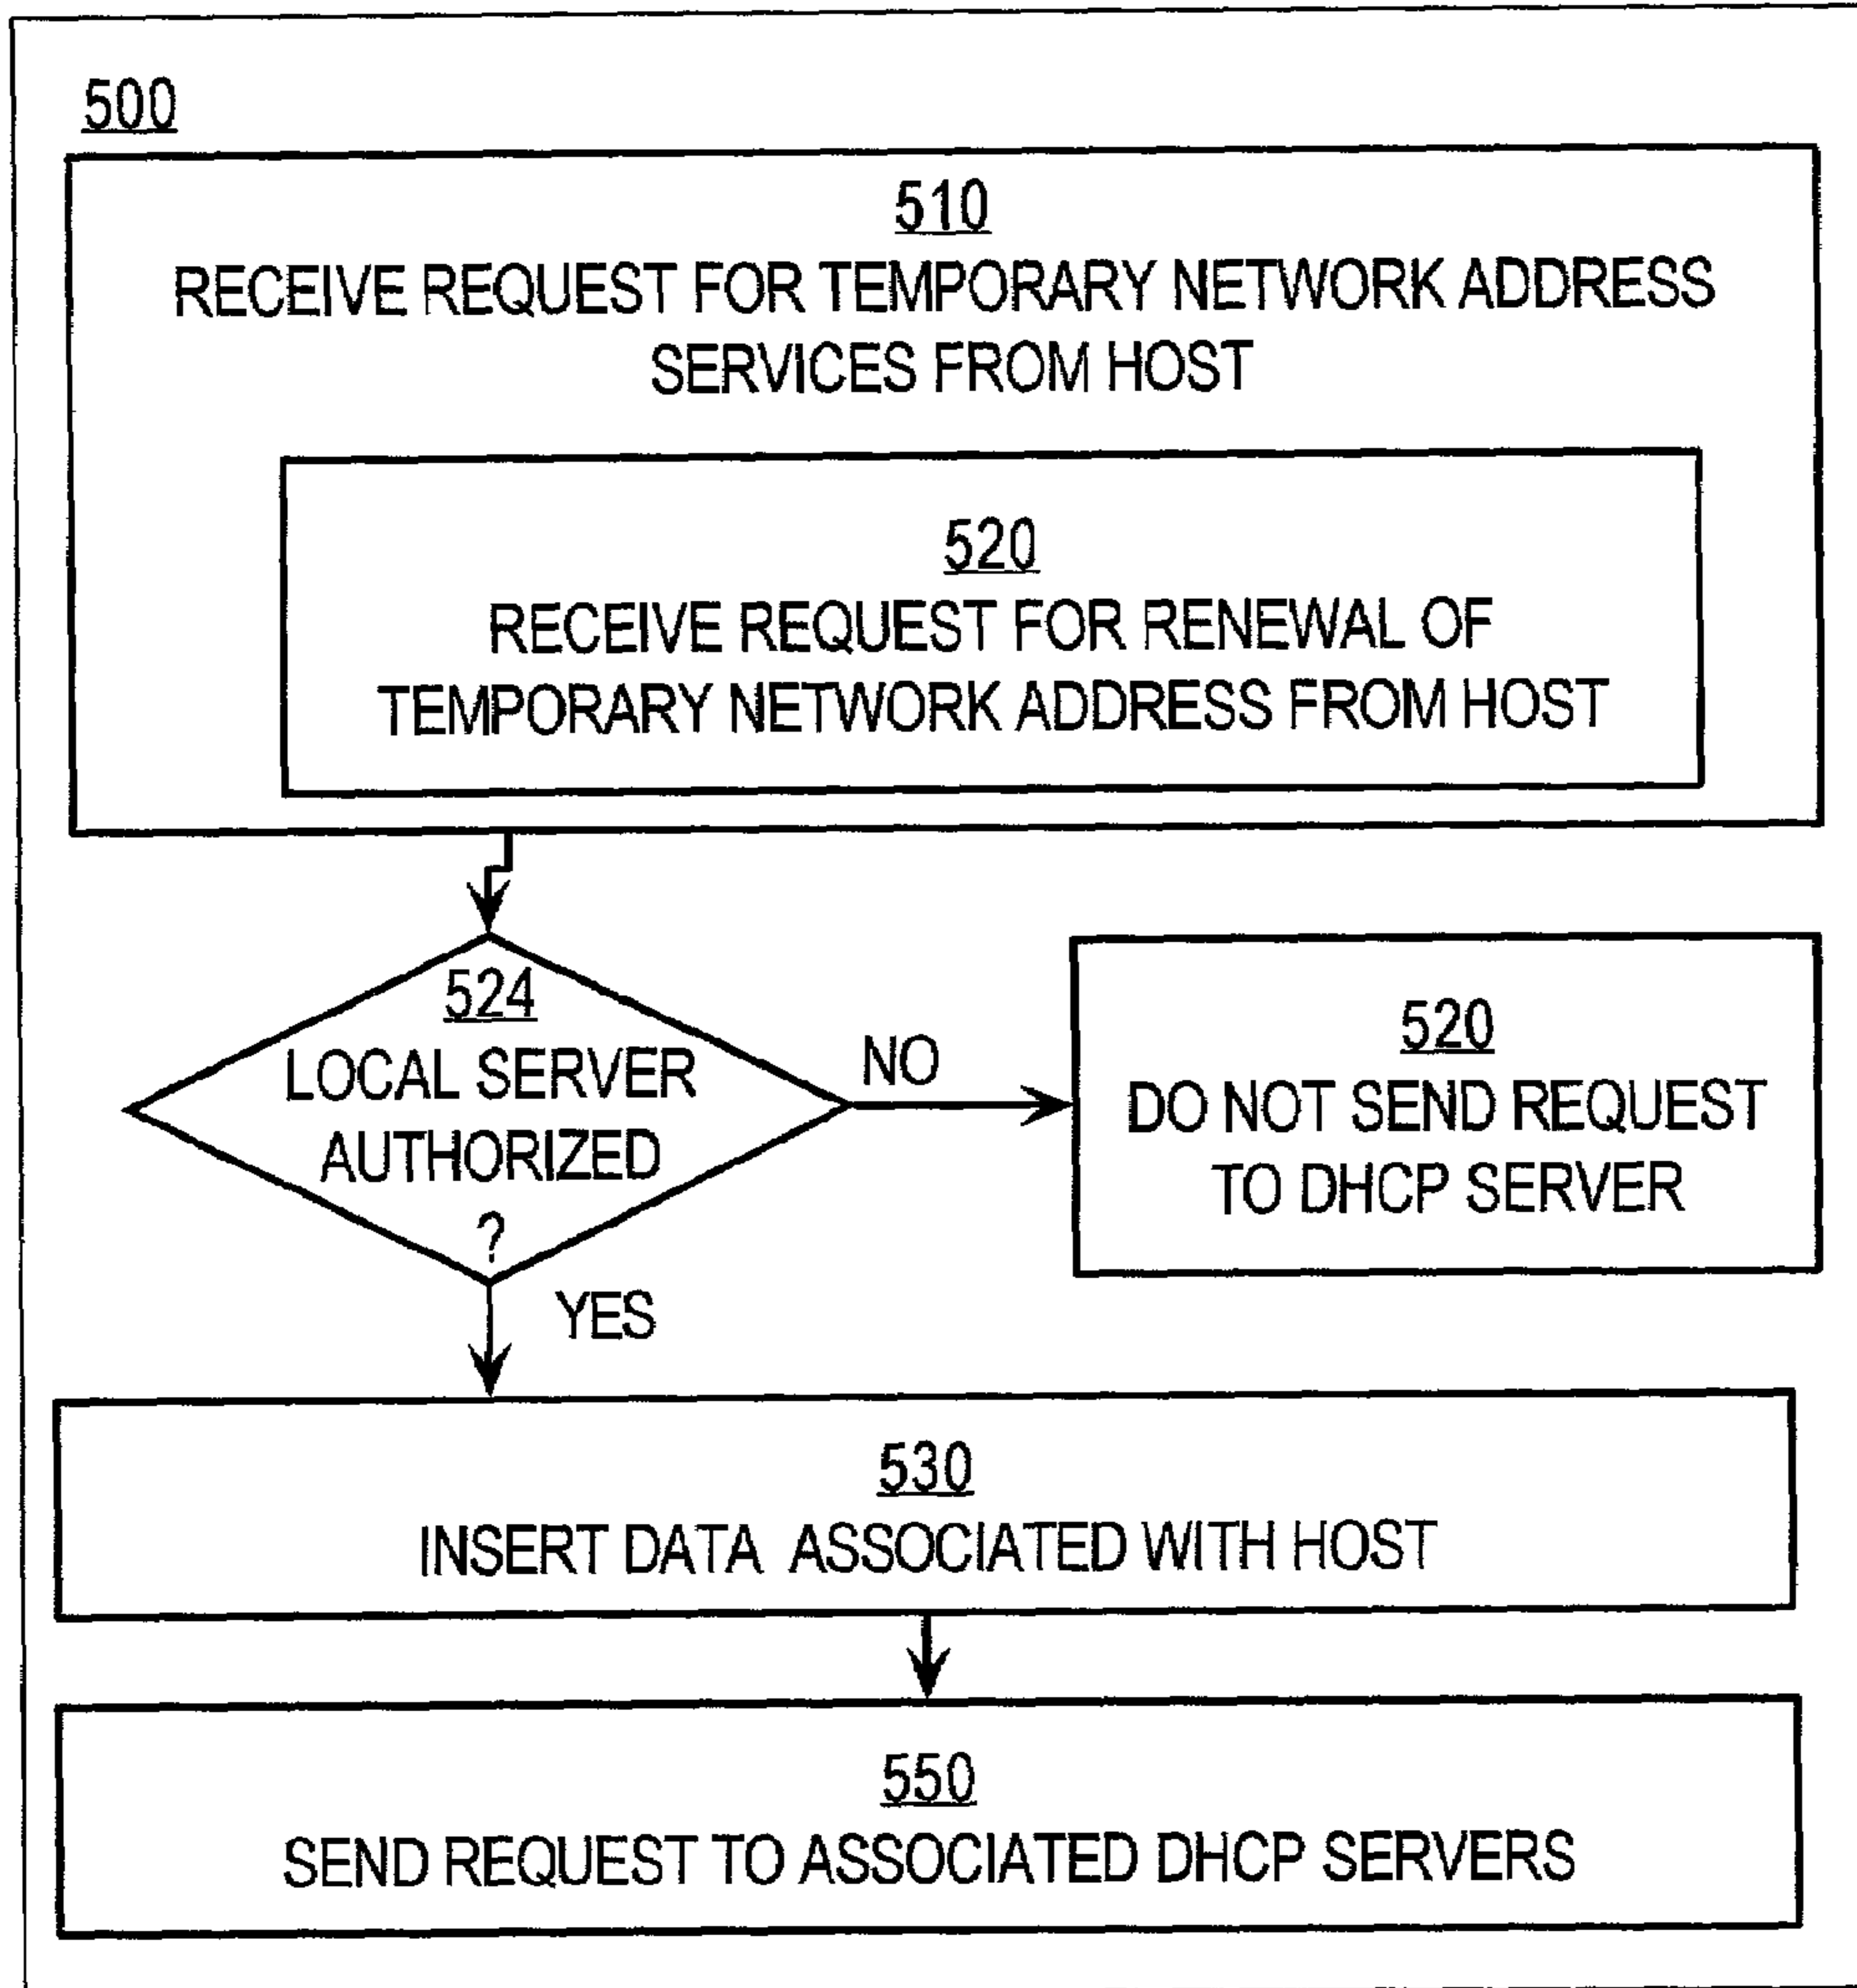 500
510
RECEIVE REQUEST FOR TEMPORARY NETWORK ADDRESS
SERVICES FROM HOST
520
RECEIVE REQUEST FOR RENEWAL OF
TEMPORARY NETWORK ADDRESS FROM HOST
524
LOCAL SERVER
AUTHORIZED
?
NO
520
DO NOT SEND REQUEST
TO DHCP SERVER
YES
530
INSERT DATA ASSOCIATED WITH HOST
550
SEND REQUEST TO ASSOCIATED DHCP SERVERS